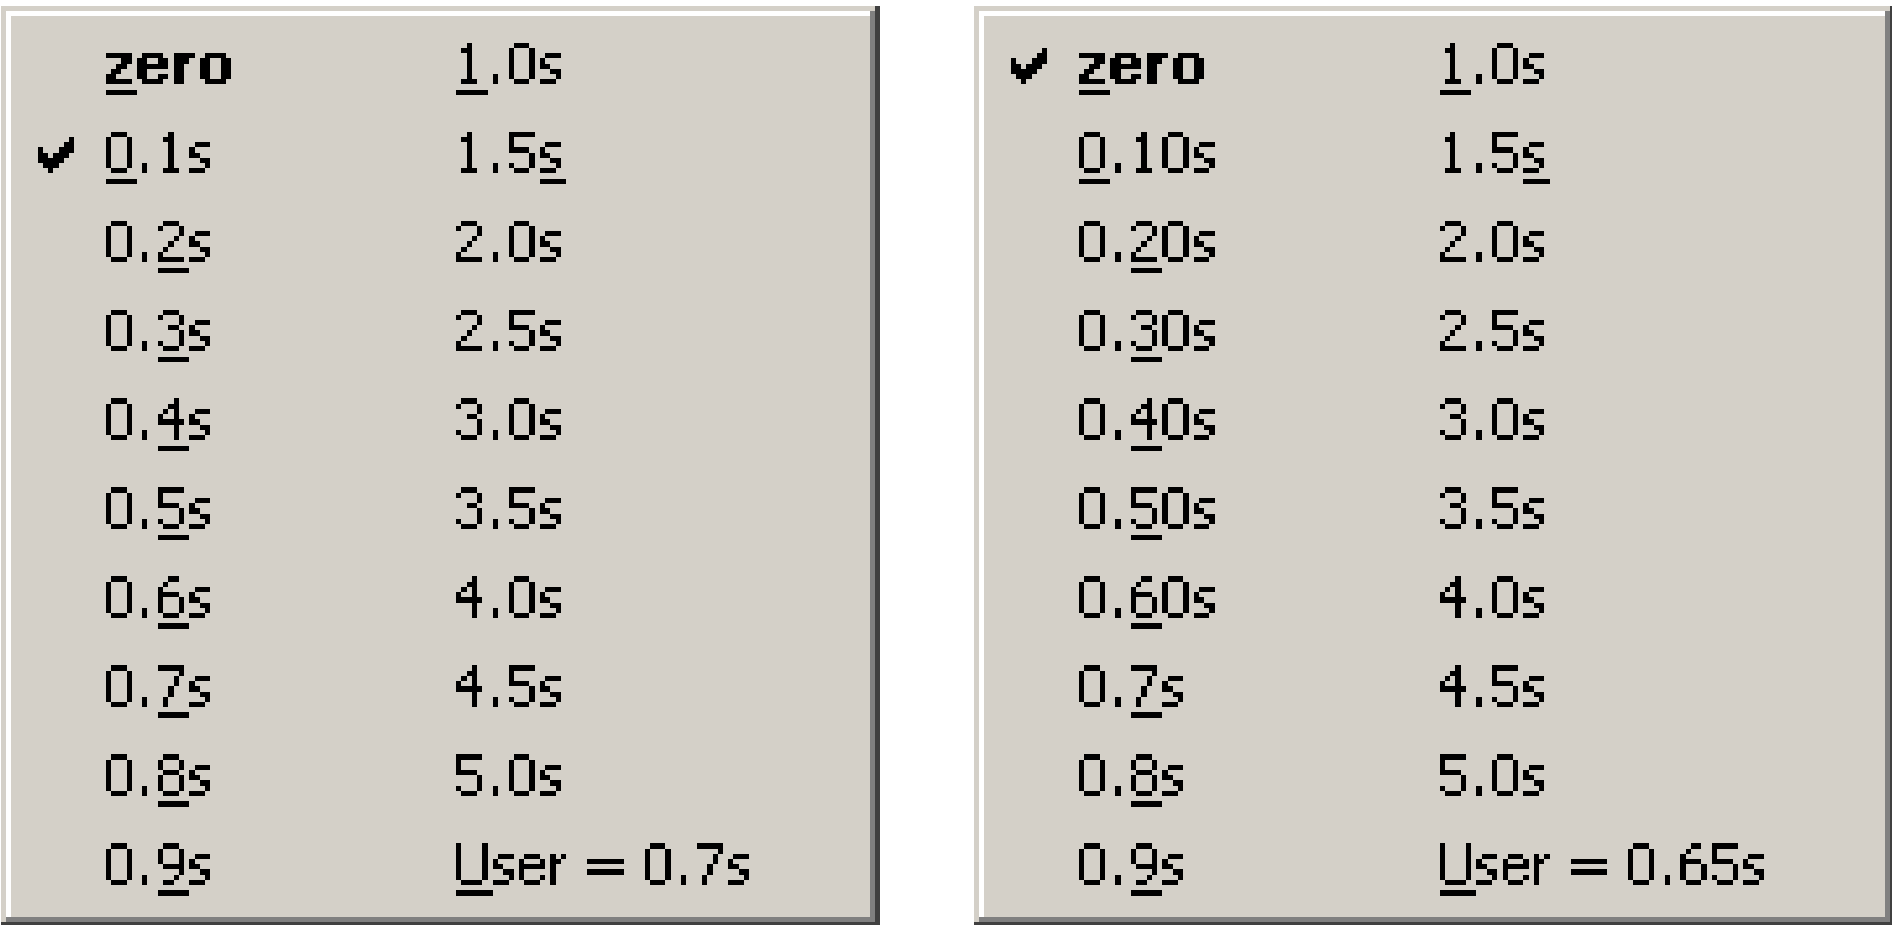 zero 1.0s
0.1s 1.5s
0.2s 2.0s
0.3s 2.5s
0.4s 3.0s
0.5s 3.5s
0.6s 4.0s
0.7s 4.5s
0.8s 5.0s
0.9s User = 0.7s
zero 1.0s
0.10s 1.5s
0.20s 2.0s
0.30s 2.5s
0.40s 3.0s
0.50s 3.5s
0.60s 4.0s
0.7s 4.5s
0.8s 5.0s
0.9s User = 0.65s